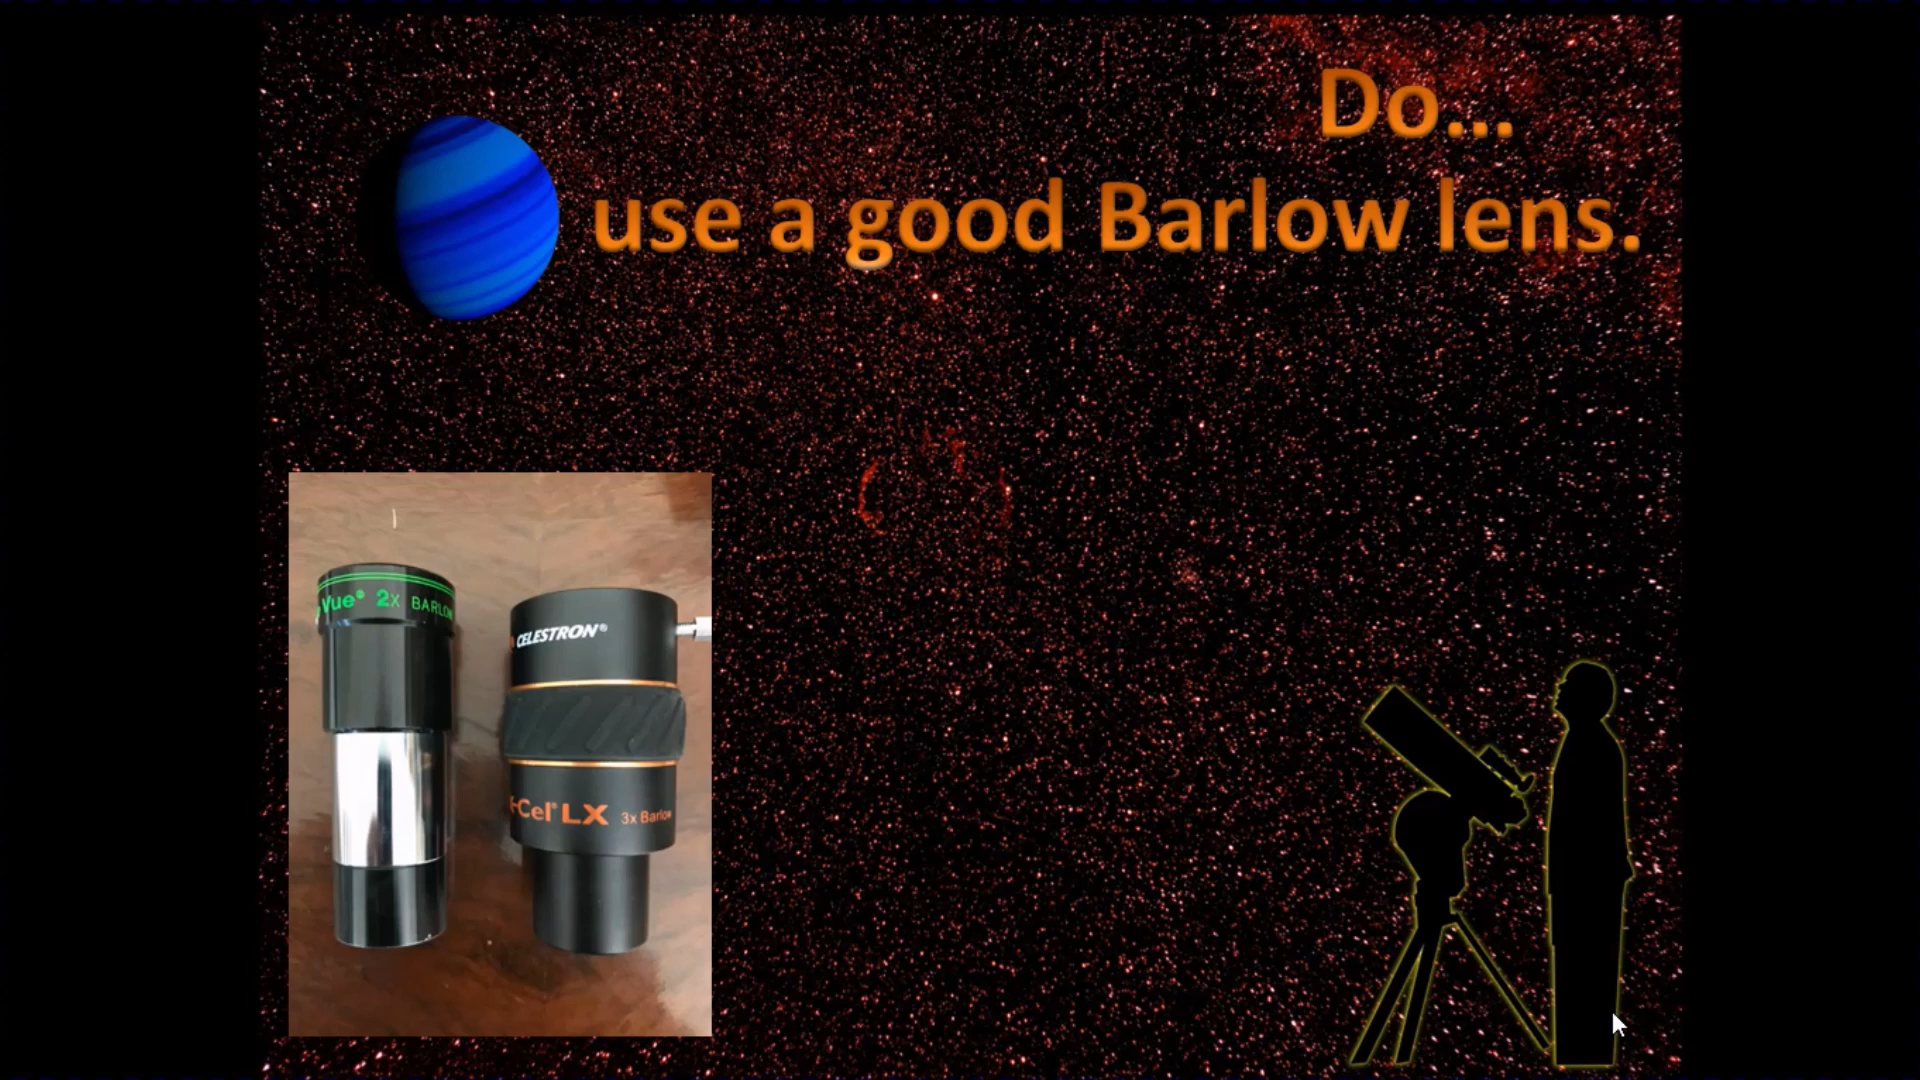 Do...
use a good Barlow lens.
Vue® 2x BARLOW
CELESTRON®
Cel® LX 3x Barlow